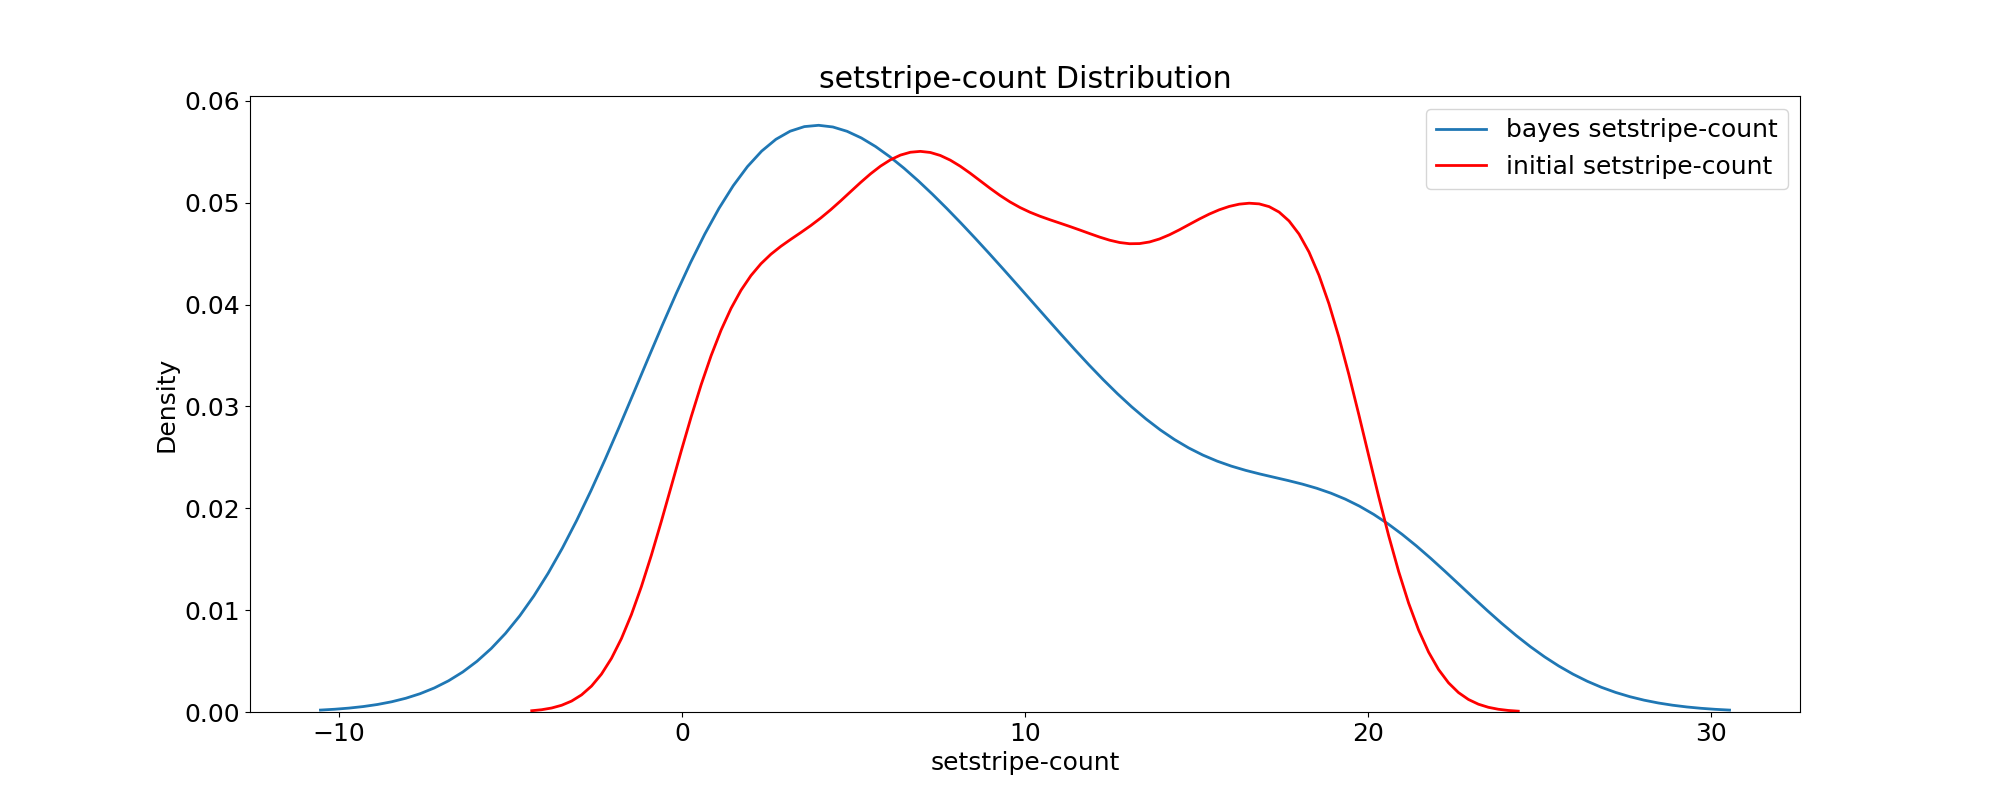 setstripe-count Distribution
0.06
0.05
0.04
0.03
0.02
0.01
0.00
Density
bayes setstripe-count
initial setstripe-count
−10 0 10 20 30
setstripe-count